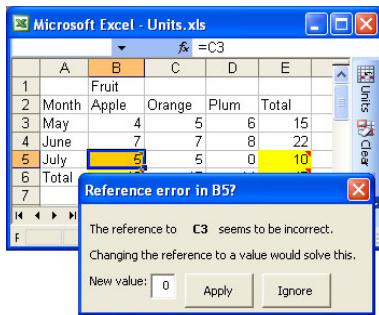 Microsoft Excel - Units.xls
fx =C3
A B C D E
1 Fruit
2 Month Apple Orange Plum Total
3 May 4 5 6 15
4 June 7 7 8 22
5 July 5 5 0 10
6 Total
7
Units
Clear
Reference error in B5?
The reference to C3 seems to be incorrect.
Changing the reference to a value would solve this.
New value: 0 Apply Ignore